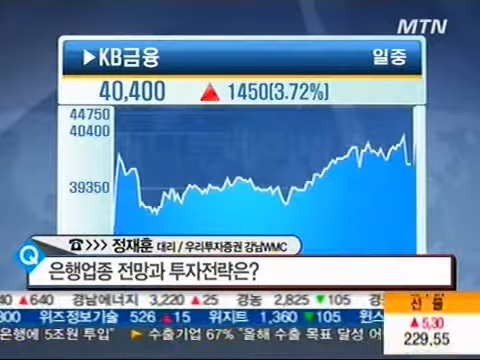 MTN
▶KB금융 일중
40,400 ▲ 1450(3.72%)
44750
40400
39350
☎>>> 정재훈 대리 / 우리투자증권 강남WMC
Q 은행업종 전망과 투자전략은?
40 ▲640 경남에너지 3,220 ▲25 경농 2,825 ▼105 경
선 물
300 위즈정보기술 526 ▲15 위지트 1,360 ▼105 윈스
▲5,30
은행에 5조원 투입" ▶ 수출기업 67% "올해 수출 목표 달성 어
229.55